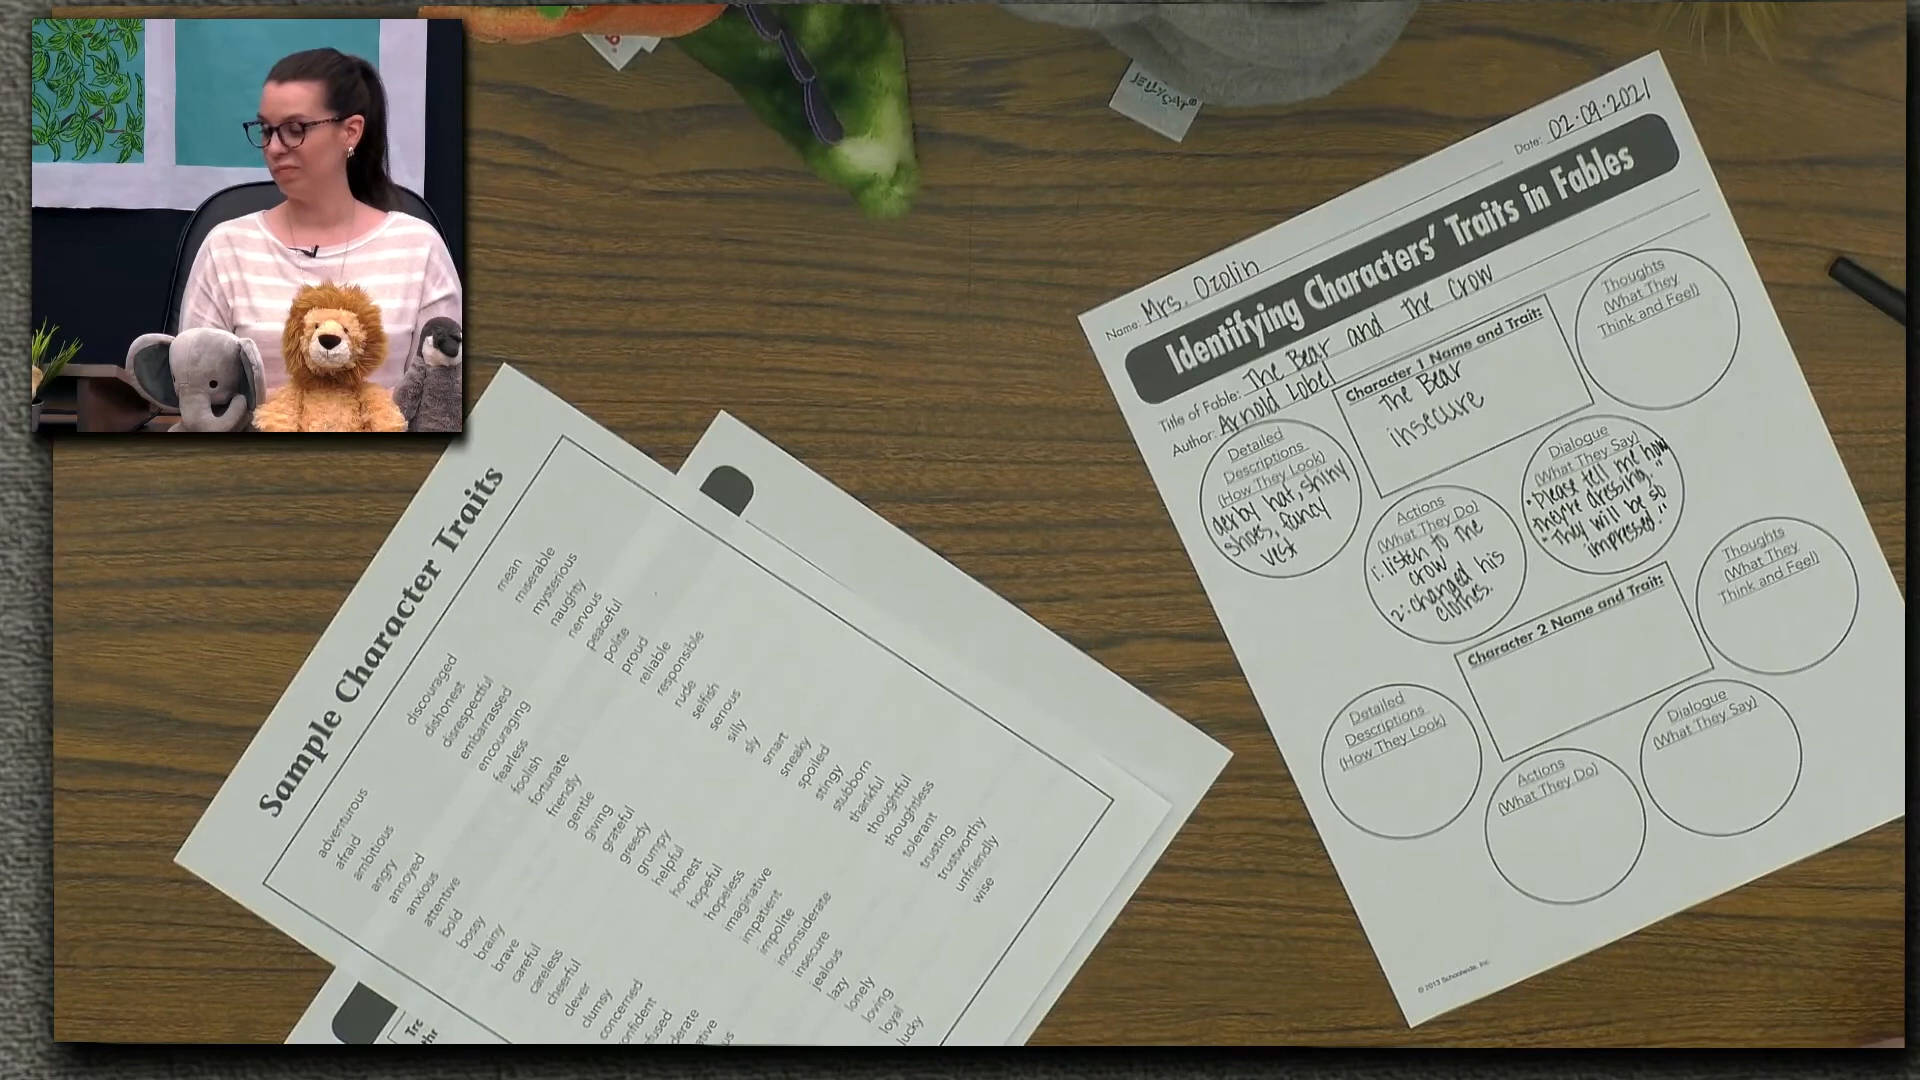 JELLYCAT®
Sample Character Traits
adventurous
afraid
ambitious
angry
annoyed
anxious
attentive
bold
bossy
brainy
brave
careful
careless
cheerful
clever
clumsy
concerned
discouraged
dishonest
disrespectful
embarrassed
encouraging
fearless
foolish
fortunate
friendly
gentle
giving
grateful
greedy
grumpy
helpful
honest
hopeful
hopeless
imaginative
impatient
impolite
inconsiderate
insecure
jealous
lazy
lonely
loving
loyal
lucky
mean
miserable
mysterious
naughty
nervous
peaceful
polite
proud
reliable
responsible
rude
selfish
serious
silly
sly
smart
sneaky
spoiled
stingy
stubborn
thankful
thoughtful
thoughtless
tolerant
trusting
trustworthy
unfriendly
wise
Name: Mrs. Ozolin
Date: 02.09.2021
Identifying Characters' Traits in Fables
Title of Fable: The Bear and the Crow
Author: Arnold Lobel
Character 1 Name and Trait:
the Bear
insecure
Detailed
Descriptions
(How They Look)
derby hat, shiny
shoes, fancy
vest
Actions
(What They Do)
1: listen to the
crow
2: changed his
clothes.
Dialogue
(What They Say)
"Please tell me how
they're dressing."
"They will be so
impressed."
Thoughts
(What They
Think and Feel)
Character 2 Name and Trait:
Detailed
Descriptions
(How They Look)
Actions
(What They Do)
Dialogue
(What They Say)
Thoughts
(What They
Think and Feel)
© 2013 Schoolwide, Inc.